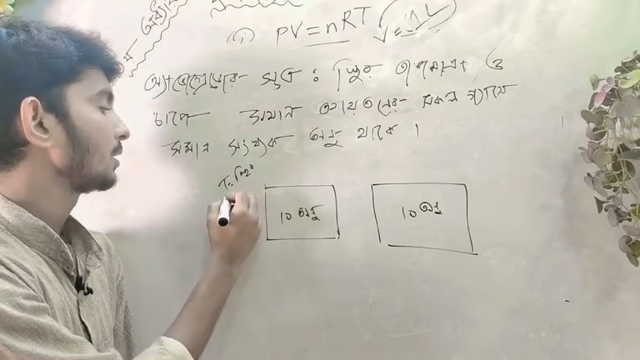 PV = nRT
অ্যাভোগেড্রোর সূত্র : স্থির তাপমাত্রা ও
চাপে সমান আয়তনের সকল গ্যাসে
সমান সংখ্যক অণু থাকে ।
T = স্থির
10 অণু 10 অণু